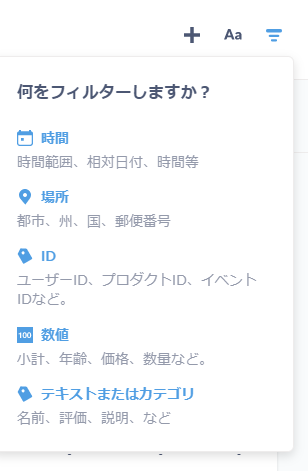 Aa
何をフィルターしますか？
時間
時間範囲、相対日付、時間等
場所
都市、州、国、郵便番号
ID
ユーザーID、プロダクトID、イベント
IDなど。
100 数値
小計、年齢、価格、数量など。
テキストまたはカテゴリ
名前、評価、説明、など